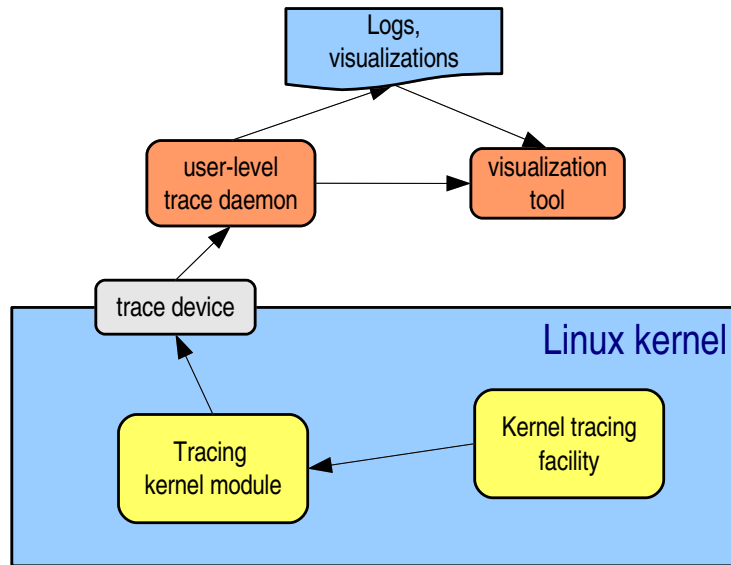 Logs,
visualizations
user-level
trace daemon
visualization
tool
trace device
Linux kernel
Tracing
kernel module
Kernel tracing
facility